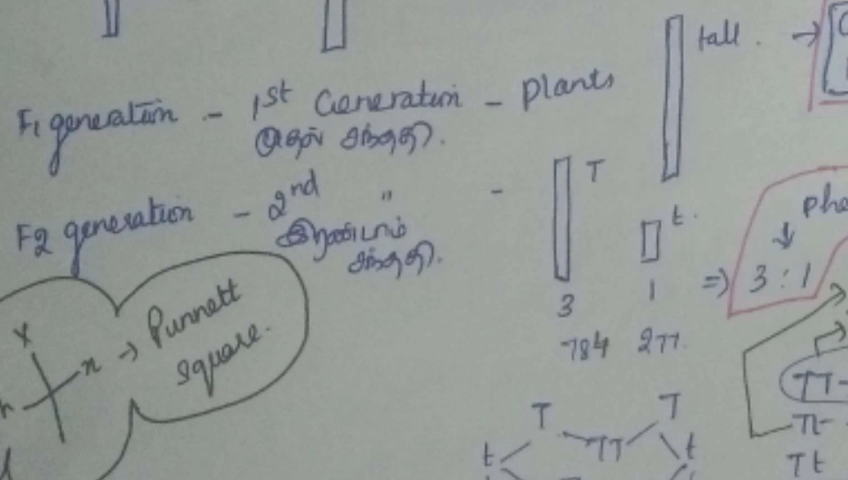 tall. →
F1 generation - 1st Generation - Plants
முதல் சந்ததி.
F2 generation - 2nd " - T t.
இரண்டாம்
சந்ததி.
3 1 ⇒ 3 : 1
784 277.
x
n → Punnett
square.
T T
TT
t t
TT
Tt
Tt